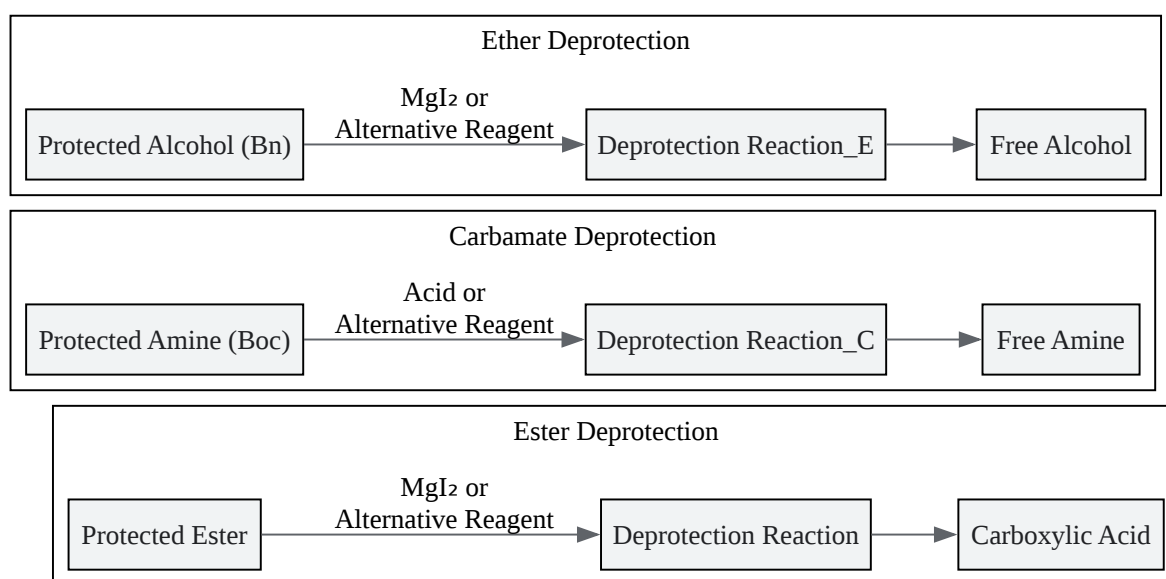 Ether Deprotection
MgI₂ or
Alternative Reagent
Protected Alcohol (Bn)
Deprotection Reaction_E
Free Alcohol
Carbamate Deprotection
Acid or
Alternative Reagent
Protected Amine (Boc)
Deprotection Reaction_C
Free Amine
Ester Deprotection
MgI₂ or
Alternative Reagent
Protected Ester
Deprotection Reaction
Carboxylic Acid